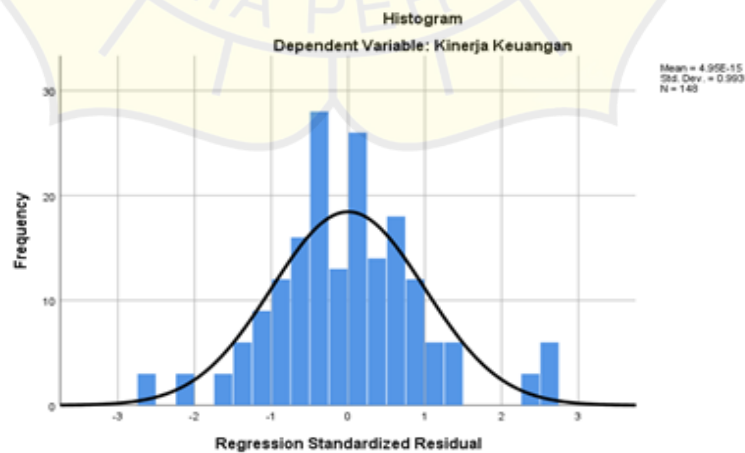 Histogram
Dependent Variable: Kinerja Keuangan
Mean = 4.95E-15
Std. Dev. = 0.993
N = 148
30
20
10
0
Frequency
-3 -2 -1 0 1 2 3
Regression Standardized Residual